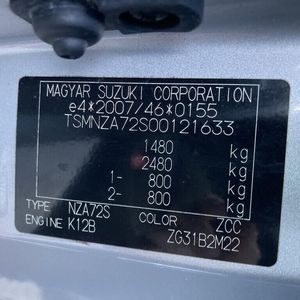 MAGYAR SUZUKI CORPORATION
e4*2007/46*0155
TSMNZA72S00121633
1480 kg
2480 kg
1- 800 kg
2- 800 kg
TYPE NZA72S COLOR ZCC
ENGINE K12B ZG31B2M22